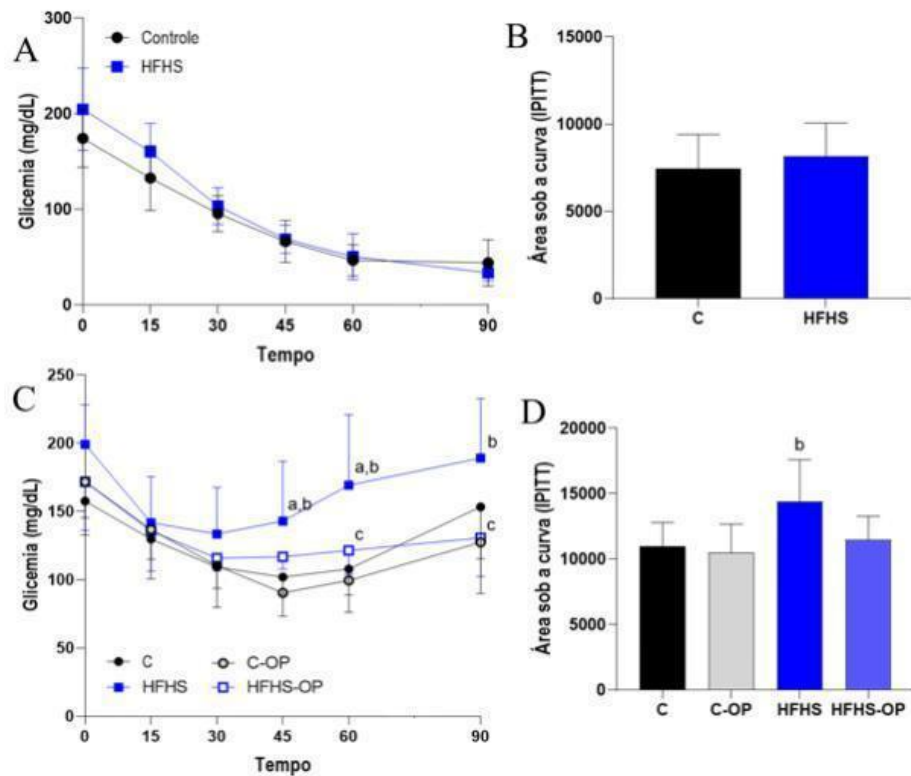 A
Glicemia (mg/dL)
300
200
100
0
Controle
HFHS
0 15 30 45 60 90
Tempo
B
Área sob a curva (IPITT)
15000
10000
5000
0
C HFHS
C
Glicemia (mg/dL)
250
200
150
100
50
0
a,b
a,b
b
c
c
C
C-OP
HFHS
HFHS-OP
0 15 30 45 60 90
Tempo
D
Área sob a curva (IPITT)
20000
15000
10000
5000
0
b
C C-OP HFHS HFHS-OP